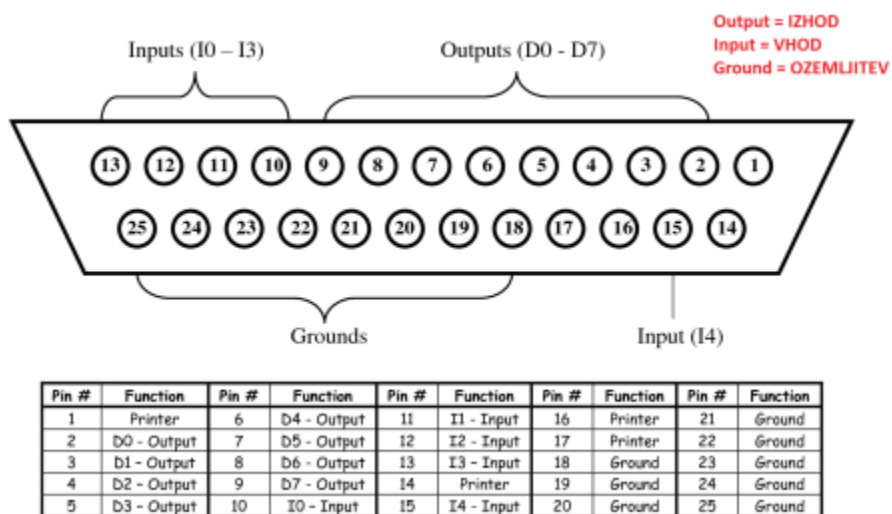 Output = IZHOD
Input = VHOD
Ground = OZEMLJITEV
Inputs (I0 – I3) Outputs (D0 - D7)
13 12 11 10 9 8 7 6 5 4 3 2 1
25 24 23 22 21 20 19 18 17 16 15 14
Grounds Input (I4)
Pin # Function Pin # Function Pin # Function Pin # Function Pin # Function
1 Printer 6 D4 - Output 11 I1 - Input 16 Printer 21 Ground
2 D0 - Output 7 D5 - Output 12 I2 - Input 17 Printer 22 Ground
3 D1 - Output 8 D6 - Output 13 I3 - Input 18 Ground 23 Ground
4 D2 - Output 9 D7 - Output 14 Printer 19 Ground 24 Ground
5 D3 - Output 10 I0 - Input 15 I4 - Input 20 Ground 25 Ground